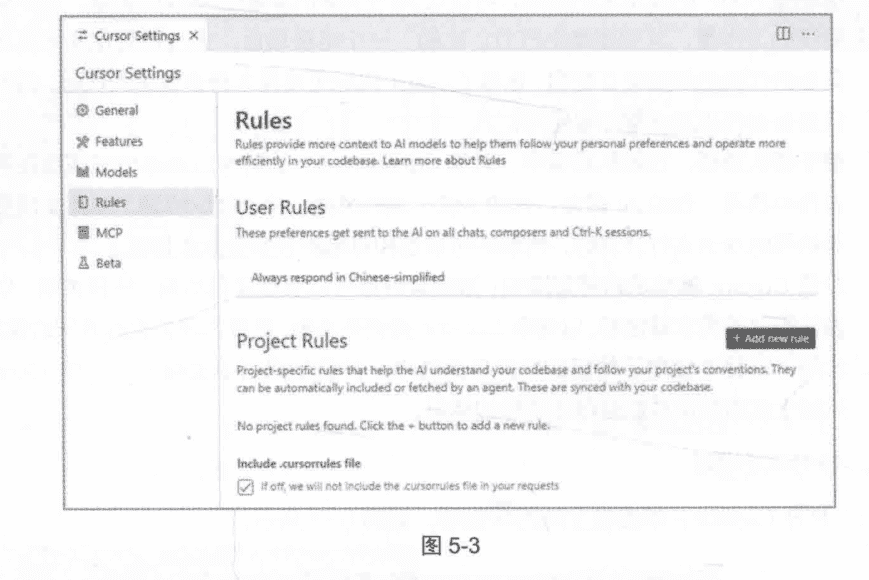 Cursor Settings ×
Cursor Settings
General
Features
Models
Rules
MCP
Beta
Rules
Rules provide more context to AI models to help them follow your personal preferences and operate more
efficiently in your codebase. Learn more about Rules
User Rules
These preferences get sent to the AI on all chats, composers and Ctrl-K sessions.
Always respond in Chinese-simplified
Project Rules
+ Add new rule
Project-specific rules that help the AI understand your codebase and follow your project's conventions. They
can be automatically included or fetched by an agent. These are synced with your codebase.
No project rules found. Click the + button to add a new rule.
Include .cursorrules file
If off, we will not include the .cursorrules file in your requests
图 5-3